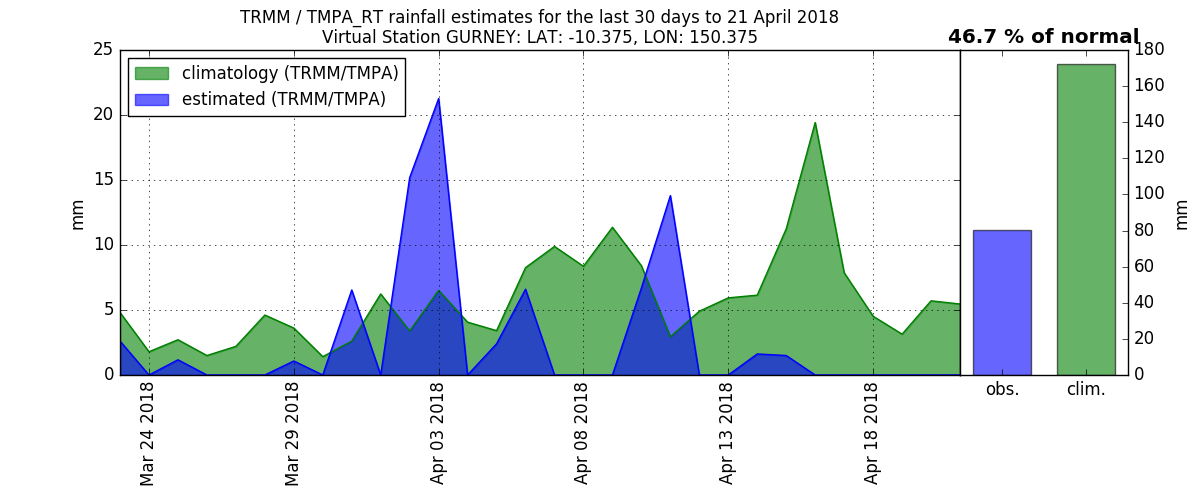 TRMM / TMPA_RT rainfall estimates for the last 30 days to 21 April 2018
Virtual Station GURNEY: LAT: -10.375, LON: 150.375
46.7 % of normal
climatology (TRMM/TMPA)
estimated (TRMM/TMPA)
mm
25
20
15
10
5
0
Mar 24 2018
Mar 29 2018
Apr 03 2018
Apr 08 2018
Apr 13 2018
Apr 18 2018
180
160
140
120
100
80
60
40
20
0
mm
obs.
clim.